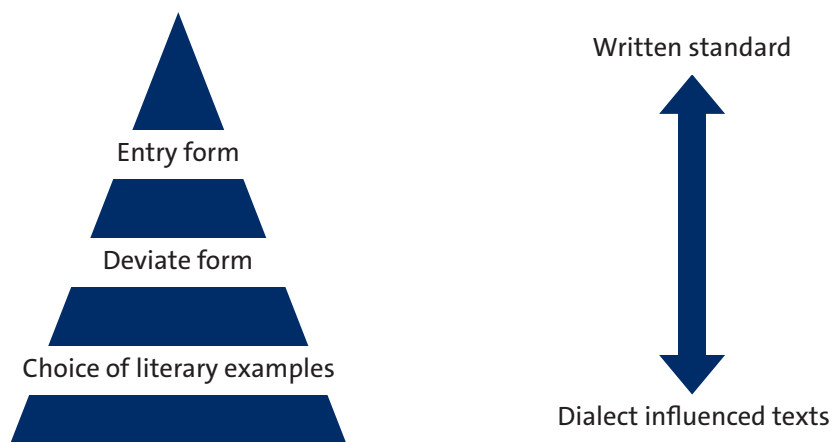 Written standard
Entry form
Deviate form
Choice of literary examples
Dialect influenced texts